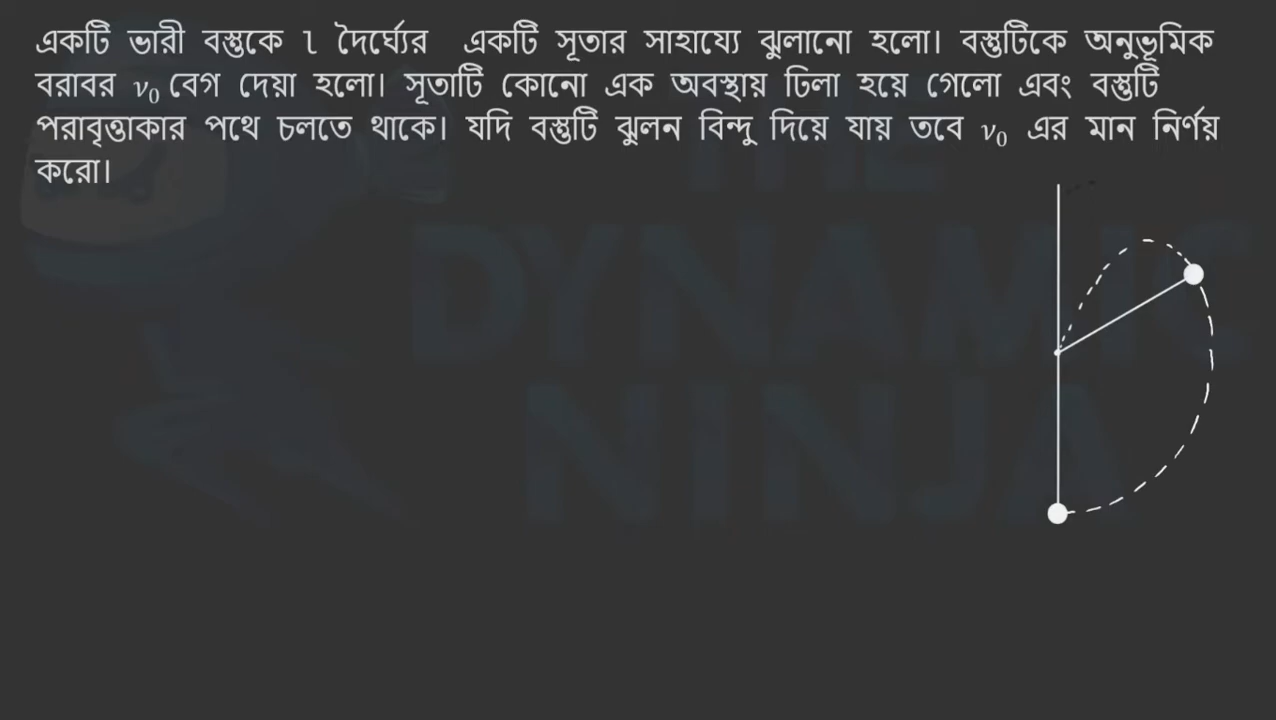 একটি ভারী বস্তুকে l দৈর্ঘ্যের একটি সূতার সাহায্যে ঝুলানো হলো। বস্তুটিকে অনুভূমিক
বরাবর v₀ বেগ দেয়া হলো। সূতাটি কোনো এক অবস্থায় ঢিলা হয়ে গেলো এবং বস্তুটি
পরাবৃত্তাকার পথে চলতে থাকে। যদি বস্তুটি ঝুলন বিন্দু দিয়ে যায় তবে v₀ এর মান নির্ণয়
করো।
THE
DYNAMIC
NINJA